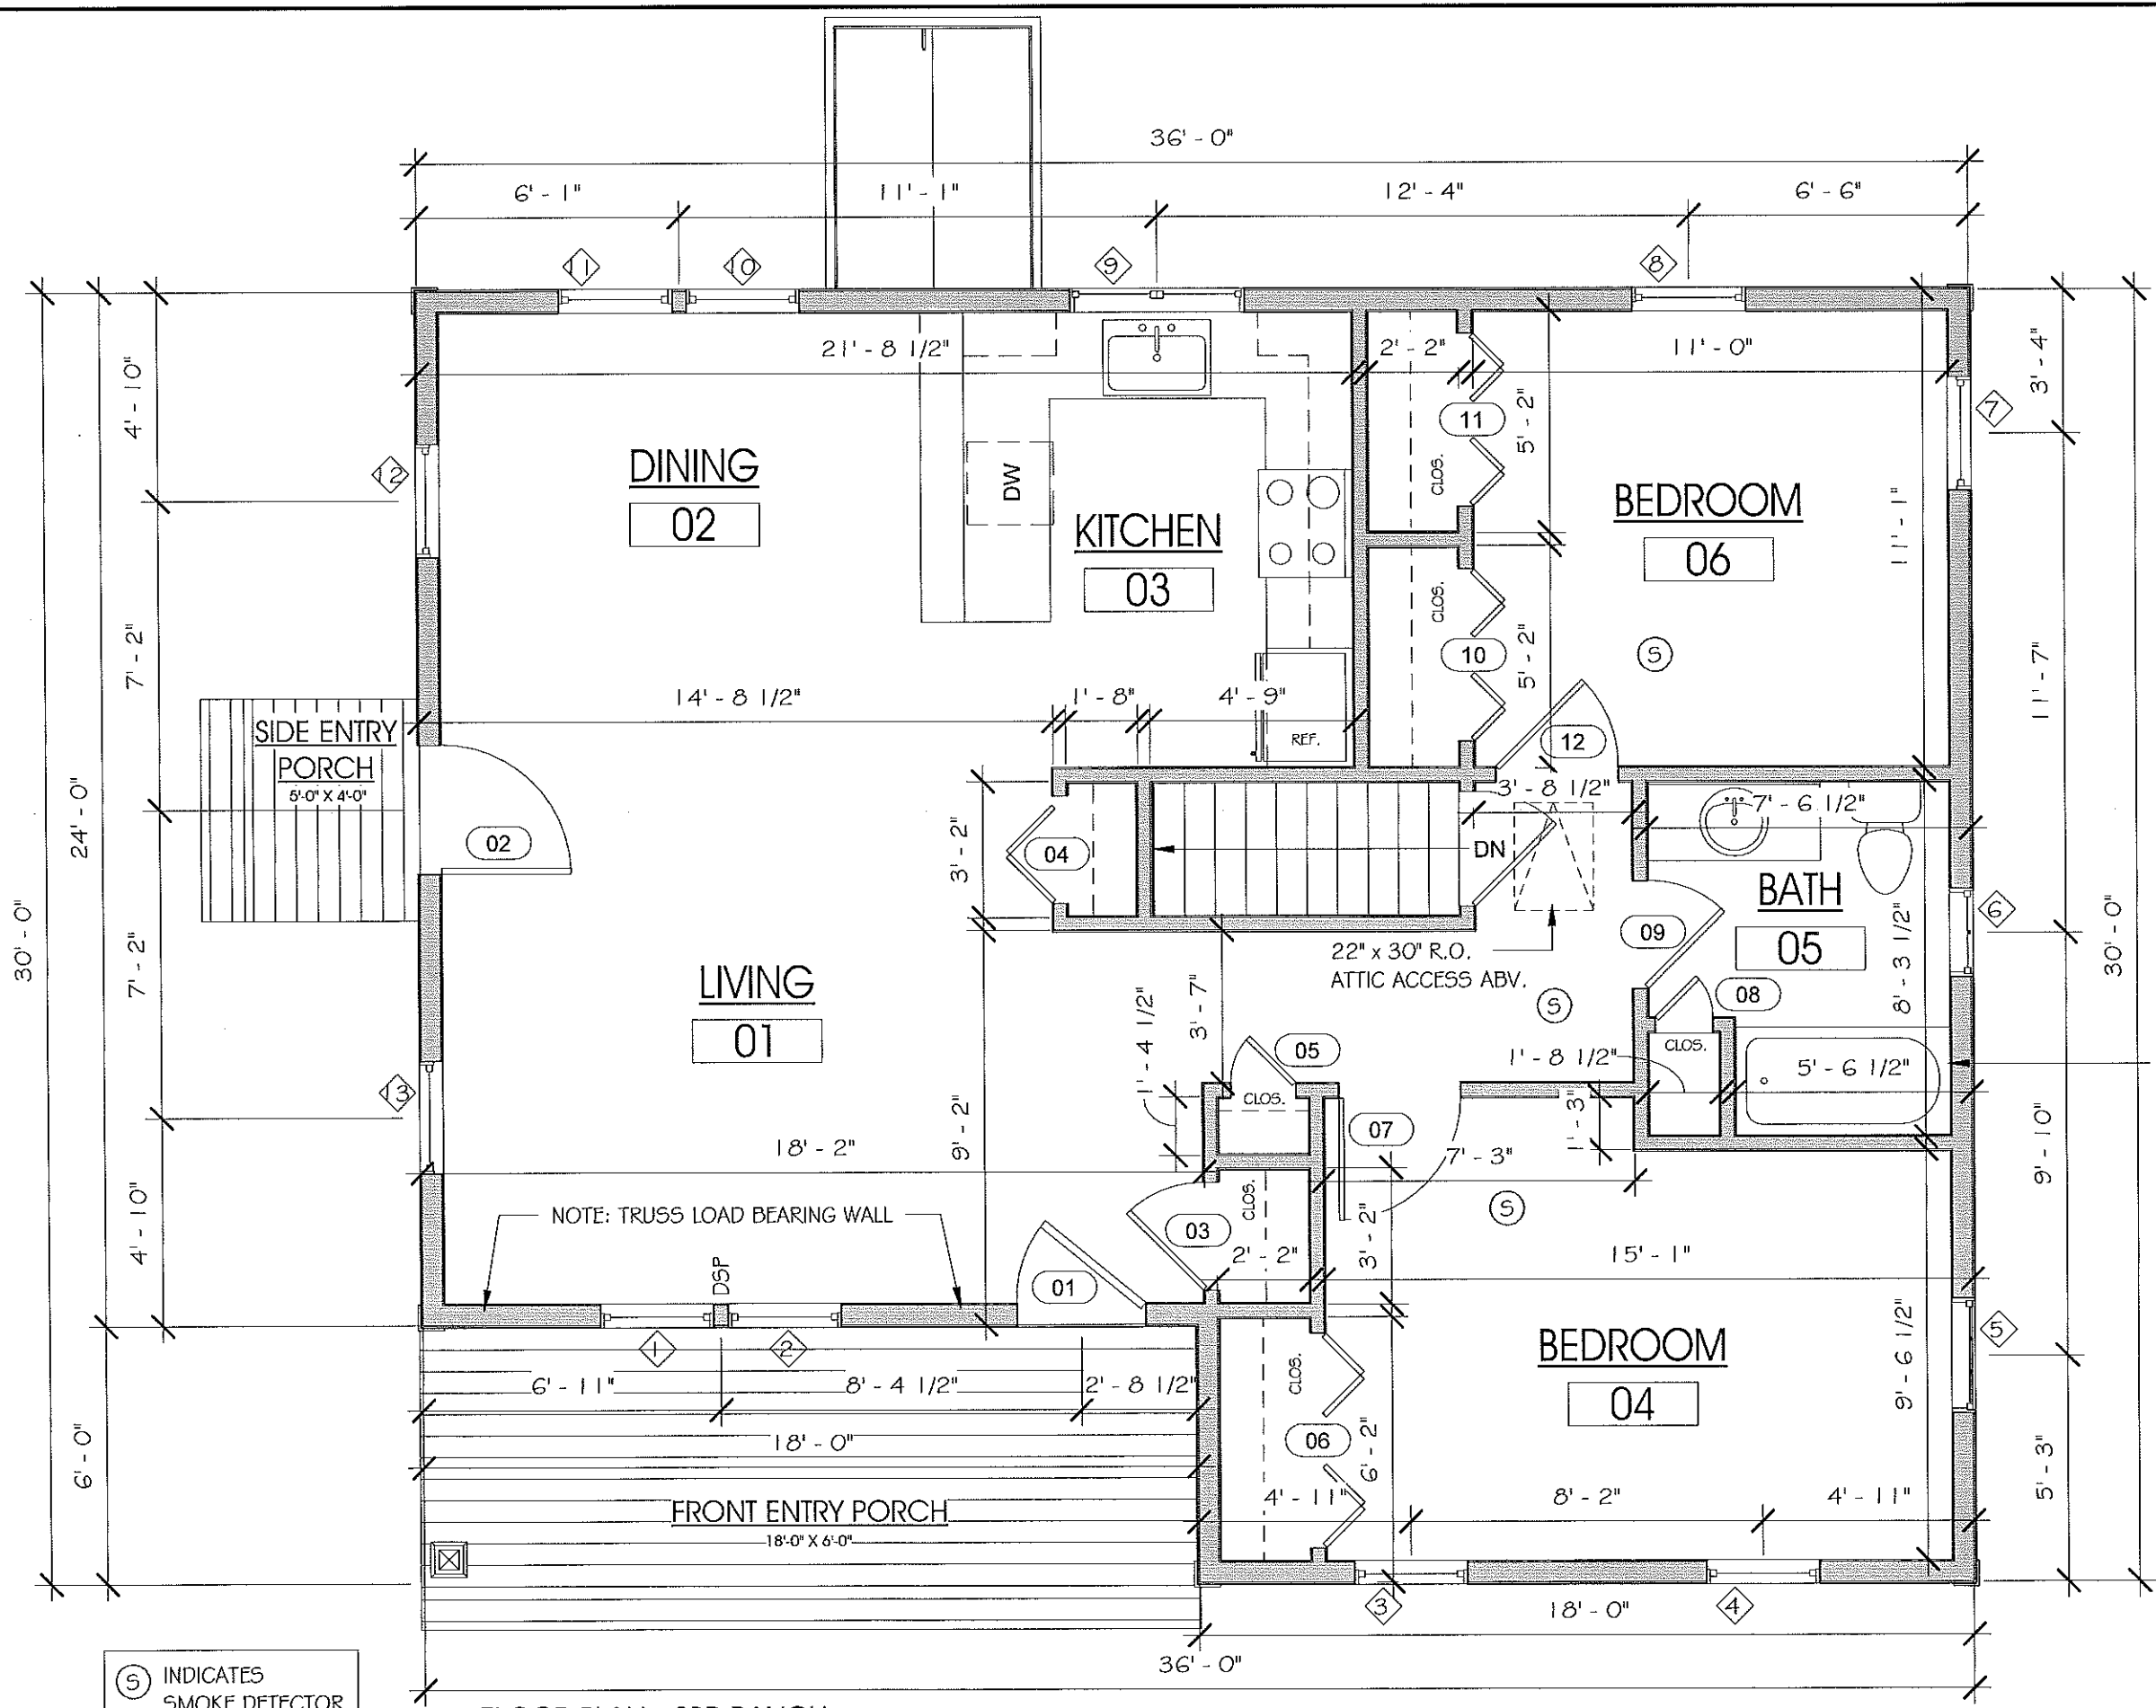 36' - 0"
6' - 1"
11' - 1"
12' - 4"
6' - 6"
11
10
9
8
21' - 8 1/2"
2' - 2"
11' - 0"
4' - 10"
3' - 4"
7
11
5' - 2"
CLOS.
12
DINING
02
DW
KITCHEN
03
BEDROOM
06
11' - 1"
CLOS.
10
5' - 2"
S
7' - 2"
14' - 8 1/2"
1' - 8"
4' - 9"
REF.
12
11' - 7"
SIDE ENTRY
PORCH
5'-0" X 4'-0"
24' - 0"
3' - 8 1/2"
7' - 6 1/2"
02
3' - 2"
04
DN
BATH
05
09
6
30' - 0"
30' - 0"
7' - 2"
22" x 30" R.O.
ATTIC ACCESS ABV.
8' - 3 1/2"
LIVING
01
S
08
1' - 4 1/2"
3' - 7"
05
CLOS.
1' - 8 1/2"
CLOS.
5' - 6 1/2"
13
18' - 2"
9' - 2"
07
7' - 3"
1' - 3"
9' - 10"
4' - 10"
NOTE: TRUSS LOAD BEARING WALL
CLOS.
03
2' - 2"
3' - 2"
S
15' - 1"
DSP
01
1
2
5
BEDROOM
04
9' - 6 1/2"
6' - 11"
8' - 4 1/2"
2' - 8 1/2"
CLOS.
06
6' - 2"
18' - 0"
6' - 0"
4' - 11"
8' - 2"
4' - 11"
5' - 3"
FRONT ENTRY PORCH
18'-0" X 6'-0"
3
18' - 0"
4
36' - 0"
S INDICATES
SMOKE DETECTOR